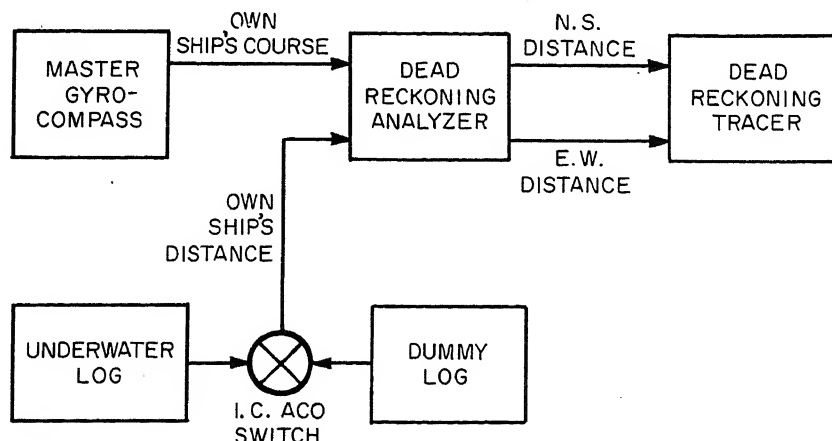 OWN
SHIP'S COURSE
N.S.
DISTANCE
MASTER
GYRO-
COMPASS
DEAD
RECKONING
ANALYZER
DEAD
RECKONING
TRACER
E.W.
DISTANCE
OWN
SHIP'S
DISTANCE
UNDERWATER
LOG
DUMMY
LOG
I.C. ACO
SWITCH